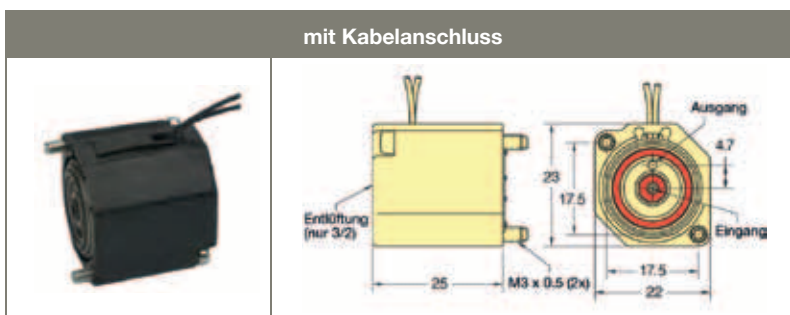 mit Kabelanschluss
Ausgang
4.7
23
17.5
Entlüftung
(nur 3/2)
Eingang
25
M3 x 0.5 (2x)
17.5
22